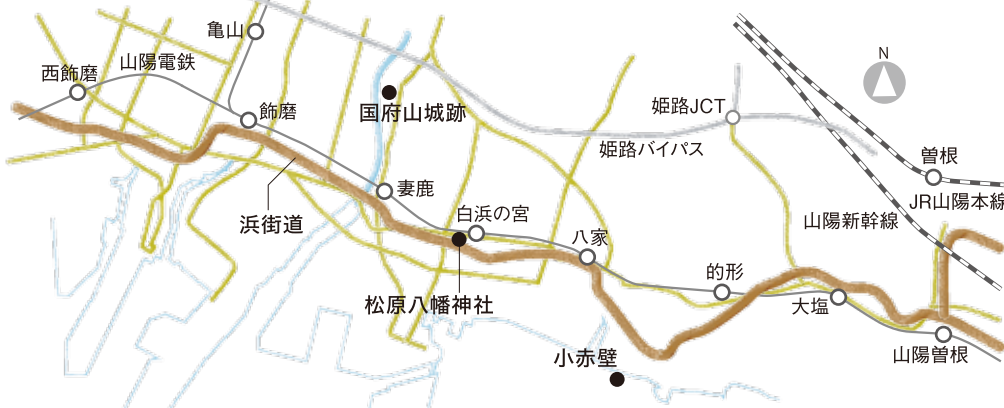 亀山
N
山陽電鉄
西飾磨
飾磨
国府山城跡
姫路JCT
姫路バイパス
曽根
JR山陽本線
山陽新幹線
妻鹿
浜街道
白浜の宮
八家
的形
松原八幡神社
大塩
小赤壁
山陽曽根